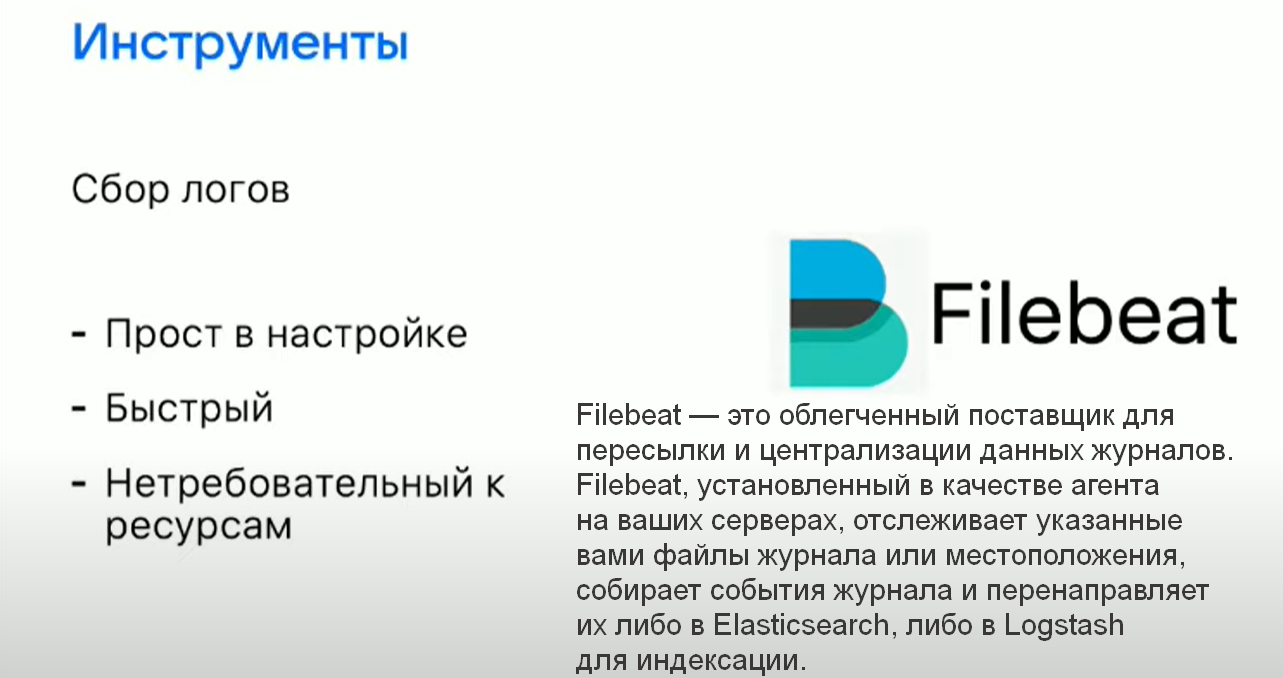 Инструменты
Сбор логов
- Прост в настройке
- Быстрый
- Нетребовательный к
ресурсам
Filebeat
Filebeat — это облегченный поставщик для
пересылки и централизации данных журналов.
Filebeat, установленный в качестве агента
на ваших серверах, отслеживает указанные
вами файлы журнала или местоположения,
собирает события журнала и перенаправляет
их либо в Elasticsearch, либо в Logstash
для индексации.